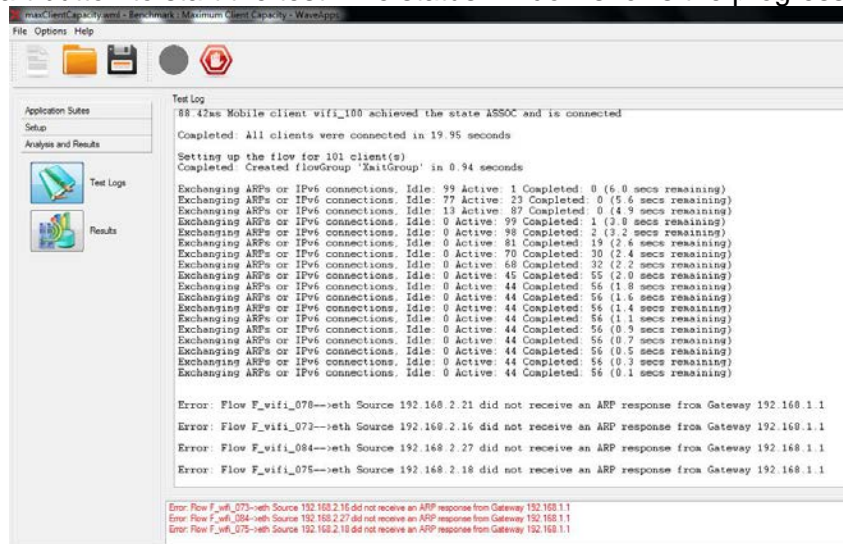 button to start the test. The status window shows the progress
maxClientCapacity.wml - Benchmark : Maximum Client Capacity - WaveApps
File Options Help
Application Suites
Setup
Analysis and Results
Test Logs
Results
Test Log
88.42ms Mobile client wifi_100 achieved the state ASSOC and is connected
Completed: All clients were connected in 19.95 seconds
Setting up the flow for 101 client(s)
Completed: Created flowGroup 'XmitGroup' in 0.94 seconds
Exchanging ARPs or IPv6 connections, Idle: 99 Active: 1 Completed: 0 (6.0 secs remaining)
Exchanging ARPs or IPv6 connections, Idle: 77 Active: 23 Completed: 0 (5.6 secs remaining)
Exchanging ARPs or IPv6 connections, Idle: 13 Active: 87 Completed: 0 (4.9 secs remaining)
Exchanging ARPs or IPv6 connections, Idle: 0 Active: 99 Completed: 1 (3.8 secs remaining)
Exchanging ARPs or IPv6 connections, Idle: 0 Active: 98 Completed: 2 (3.2 secs remaining)
Exchanging ARPs or IPv6 connections, Idle: 0 Active: 81 Completed: 19 (2.6 secs remaining)
Exchanging ARPs or IPv6 connections, Idle: 0 Active: 70 Completed: 30 (2.4 secs remaining)
Exchanging ARPs or IPv6 connections, Idle: 0 Active: 68 Completed: 32 (2.2 secs remaining)
Exchanging ARPs or IPv6 connections, Idle: 0 Active: 45 Completed: 55 (2.0 secs remaining)
Exchanging ARPs or IPv6 connections, Idle: 0 Active: 44 Completed: 56 (1.8 secs remaining)
Exchanging ARPs or IPv6 connections, Idle: 0 Active: 44 Completed: 56 (1.6 secs remaining)
Exchanging ARPs or IPv6 connections, Idle: 0 Active: 44 Completed: 56 (1.4 secs remaining)
Exchanging ARPs or IPv6 connections, Idle: 0 Active: 44 Completed: 56 (1.1 secs remaining)
Exchanging ARPs or IPv6 connections, Idle: 0 Active: 44 Completed: 56 (0.9 secs remaining)
Exchanging ARPs or IPv6 connections, Idle: 0 Active: 44 Completed: 56 (0.7 secs remaining)
Exchanging ARPs or IPv6 connections, Idle: 0 Active: 44 Completed: 56 (0.5 secs remaining)
Exchanging ARPs or IPv6 connections, Idle: 0 Active: 44 Completed: 56 (0.3 secs remaining)
Exchanging ARPs or IPv6 connections, Idle: 0 Active: 44 Completed: 56 (0.1 secs remaining)
Error: Flow F_wifi_078-->eth Source 192.168.2.21 did not receive an ARP response from Gateway 192.168.1.1
Error: Flow F_wifi_073-->eth Source 192.168.2.16 did not receive an ARP response from Gateway 192.168.1.1
Error: Flow F_wifi_084-->eth Source 192.168.2.27 did not receive an ARP response from Gateway 192.168.1.1
Error: Flow F_wifi_075-->eth Source 192.168.2.18 did not receive an ARP response from Gateway 192.168.1.1
Error: Flow F_wifi_073->eth Source 192.168.2.16 did not receive an ARP response from Gateway 192.168.1.1
Error: Flow F_wifi_084->eth Source 192.168.2.27 did not receive an ARP response from Gateway 192.168.1.1
Error: Flow F_wifi_075->eth Source 192.168.2.18 did not receive an ARP response from Gateway 192.168.1.1